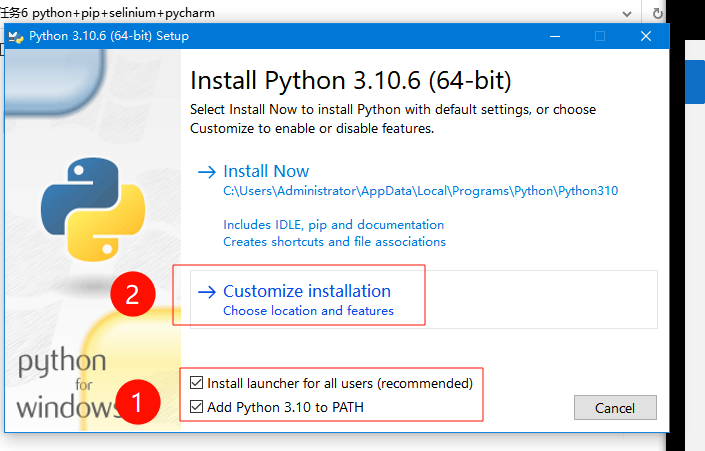 任务6 python+pip+selinium+pycharm
Python 3.10.6 (64-bit) Setup
Install Python 3.10.6 (64-bit)
Select Install Now to install Python with default settings, or choose
Customize to enable or disable features.
Install Now
C:\Users\Administrator\AppData\Local\Programs\Python\Python310
Includes IDLE, pip and documentation
Creates shortcuts and file associations
2
Customize installation
Choose location and features
python
for
windows
1
Install launcher for all users (recommended)
Add Python 3.10 to PATH
Cancel